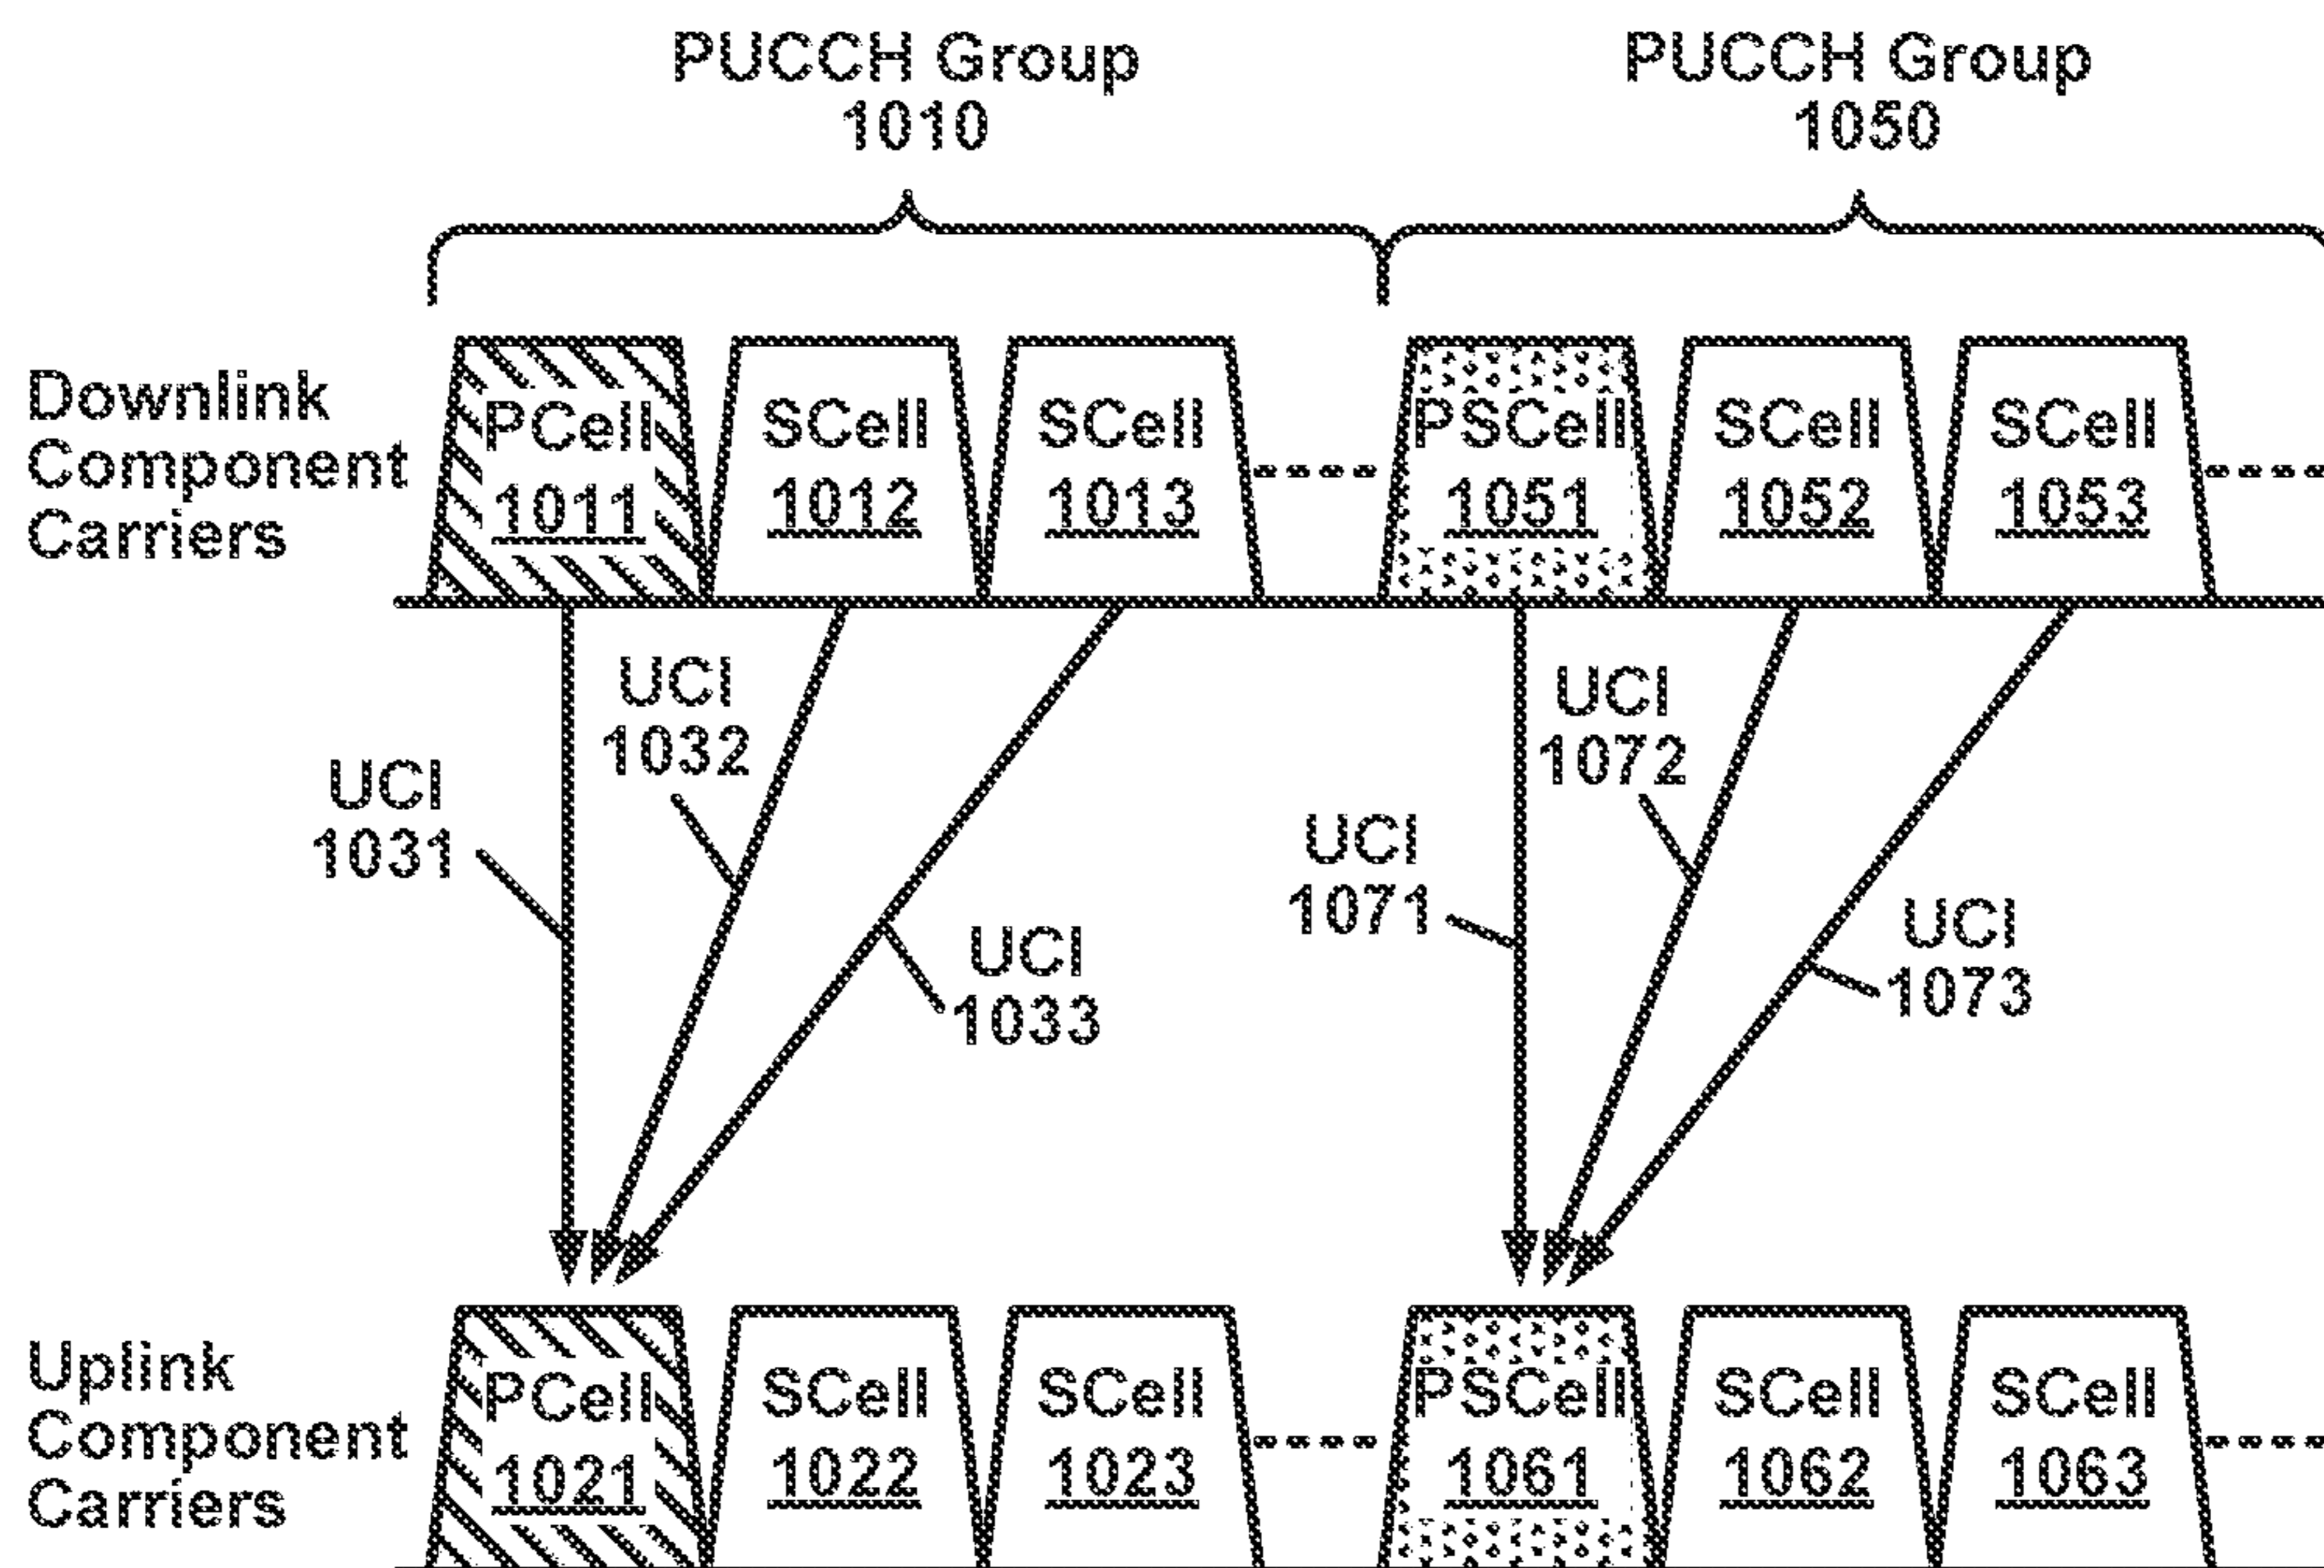 PUCCH Group
1010
PUCCH Group
1050
Downlink
Component
Carriers
PCell
1011
SCell
1012
SCell
1013
PSCell
1051
SCell
1052
SCell
1053
UCI
1031
UCI
1032
UCI
1033
UCI
1071
UCI
1072
UCI
1073
Uplink
Component
Carriers
PCell
1021
SCell
1022
SCell
1023
PSCell
1061
SCell
1062
SCell
1063